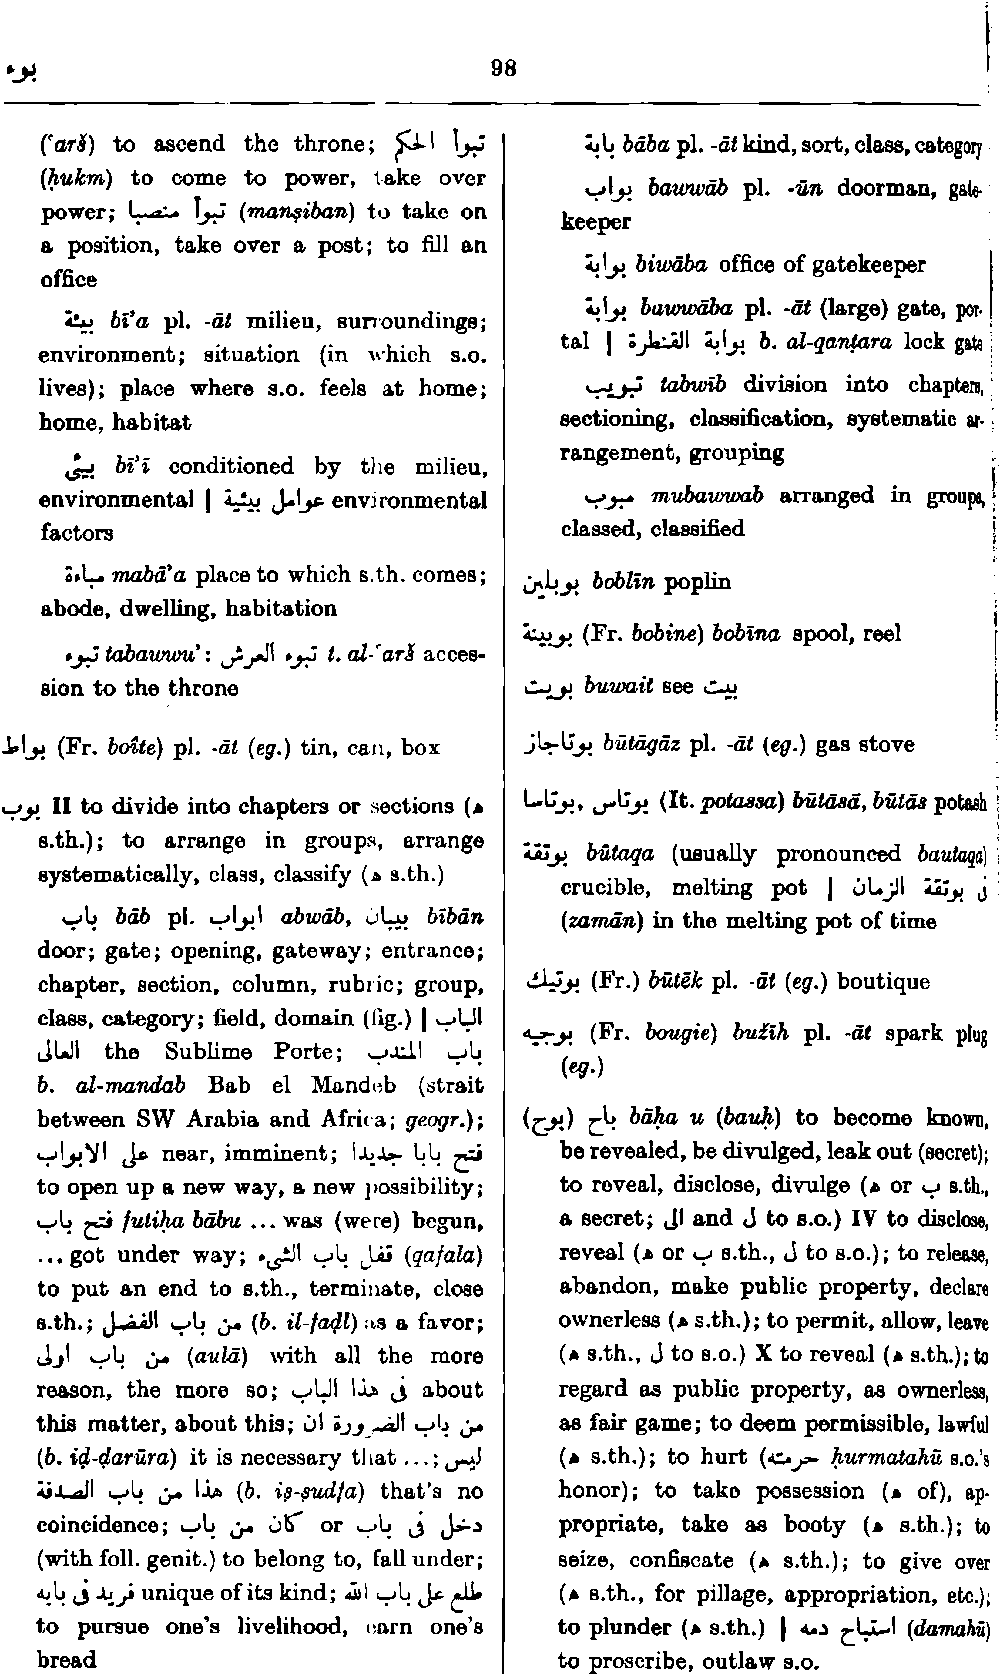 بوء
98
(‘arš) to ascend the throne; تبوأ الحكم
(ḥukm) to come to power, take over
power; تبوأ منصبا (manṣiban) to take on
a position, take over a post; to fill an
office
بيئة bī’a pl. -āt milieu, surroundings;
environment; situation (in which s.o.
lives); place where s.o. feels at home;
home, habitat
بيئي bī’ī conditioned by the milieu,
environmental | عوامل بيئية environmental
factors
مباءة mabā’a place to which s.th. comes;
abode, dwelling, habitation
تبوء tabawwu’: تبوء العرش t. al-‘arš acces-
sion to the throne
بواط (Fr. boîte) pl. -āt (eg.) tin, can, box
بوب II to divide into chapters or sections (ه
s.th.); to arrange in groups, arrange
systematically, class, classify (ه s.th.)
باب bāb pl. ابواب abwāb, بيبان bībān
door; gate; opening, gateway; entrance;
chapter, section, column, rubric; group,
class, category; field, domain (fig.) | الباب
العالى the Sublime Porte; باب المندب
b. al-mandab Bab el Mandeb (strait
between SW Arabia and Africa; geogr.);
على الابواب near, imminent; فتح بابا جديدا
to open up a new way, a new possibility;
فتح باب futiḥa bābu ... was (were) begun,
... got under way; قفل باب الشيء (qafala)
to put an end to s.th., terminate, close
s.th.; من باب الفضل (b. il-faḍl) as a favor;
من باب اولى (aulā) with all the more
reason, the more so; فى هذا الباب about
this matter, about this; من باب الضرورة ان
(b. iḍ-ḍarūra) it is necessary that ...; ليس
هذا من باب الصدفة (b. iṣ-ṣudfa) that's no
coincidence; كان من باب or دخل فى باب
(with foll. genit.) to belong to, fall under;
فريد فى بابه unique of its kind; طلع على باب الله
to pursue one's livelihood, earn one's
bread
بابة bāba pl. -āt kind, sort, class, category
بواب bawwāb pl. -ūn doorman, gate-
keeper
بوابة biwāba office of gatekeeper
بوابة bawwāba pl. -āt (large) gate, por-
tal | بوابة القنطرة b. al-qanṭara lock gate
تبويب tabwīb division into chapters,
sectioning, classification, systematic ar-
rangement, grouping
مبوب mubawwab arranged in groups,
classed, classified
بوبلين boblīn poplin
بوبينة (Fr. bobine) bobīna spool, reel
بويت buwait see بيت
بوتاجاز būtāgāz pl. -āt (eg.) gas stove
بوتاسا، بوتاس (It. potassa) būtāsā, būtās potash
بوتقة būtaqa (usually pronounced bautaqa)
crucible, melting pot | فى بوتقة الزمان
(zamān) in the melting pot of time
بوتيك (Fr.) būtēk pl. -āt (eg.) boutique
بوجيه (Fr. bougie) bužīh pl. -āt spark plug
(eg.)
(بوح) باح bāḥa u (bauḥ) to become known,
be revealed, be divulged, leak out (secret);
to reveal, disclose, divulge (ه or ب s.th.,
a secret; الى and ل to s.o.) IV to disclose,
reveal (ه or ب s.th., ل to s.o.); to release,
abandon, make public property, declare
ownerless (ه s.th.); to permit, allow, leave
(ه s.th., ل to s.o.) X to reveal (ه s.th.); to
regard as public property, as ownerless,
as fair game; to deem permissible, lawful
(ه s.th.); to hurt (حرمته ḥurmatahū s.o.'s
honor); to take possession (ه of), ap-
propriate, take as booty (ه s.th.); to
seize, confiscate (ه s.th.); to give over
(ه s.th., for pillage, appropriation, etc.);
to plunder (ه s.th.) | استباح دمه (damahū)
to proscribe, outlaw s.o.